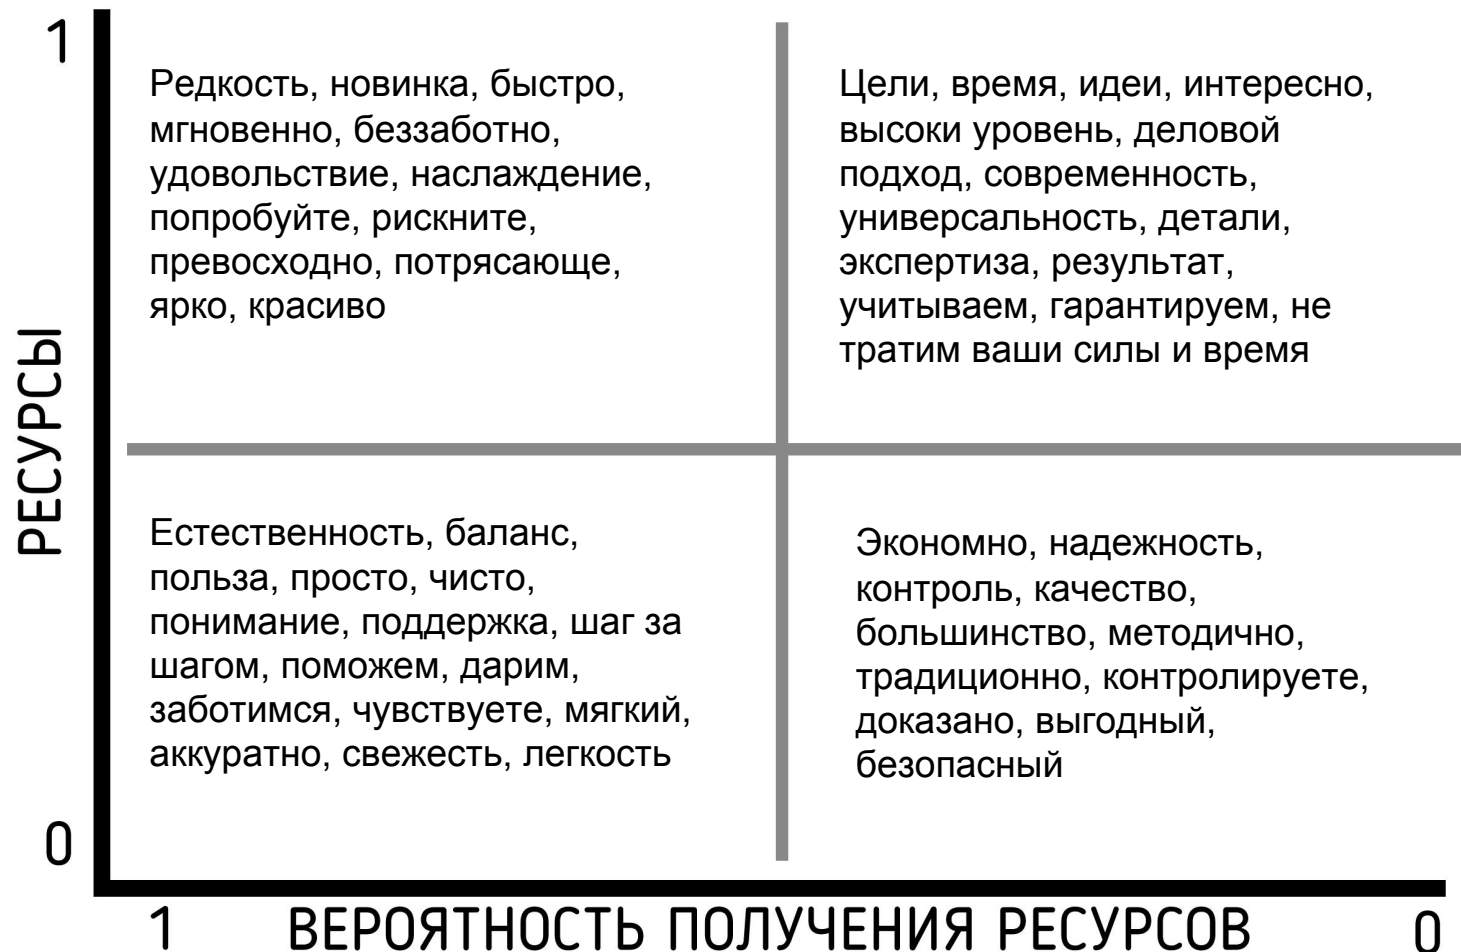 1
Редкость, новинка, быстро,
мгновенно, беззаботно,
удовольствие, наслаждение,
попробуйте, рискните,
превосходно, потрясающе,
ярко, красиво
Цели, время, идеи, интересно,
высоки уровень, деловой
подход, современность,
универсальность, детали,
экспертиза, результат,
учитываем, гарантируем, не
тратим ваши силы и время
РЕСУРСЫ
Естественность, баланс,
польза, просто, чисто,
понимание, поддержка, шаг за
шагом, поможем, дарим,
заботимся, чувствуете, мягкий,
аккуратно, свежесть, легкость
Экономно, надежность,
контроль, качество,
большинство, методично,
традиционно, контролируете,
доказано, выгодный,
безопасный
0
1 ВЕРОЯТНОСТЬ ПОЛУЧЕНИЯ РЕСУРСОВ 0